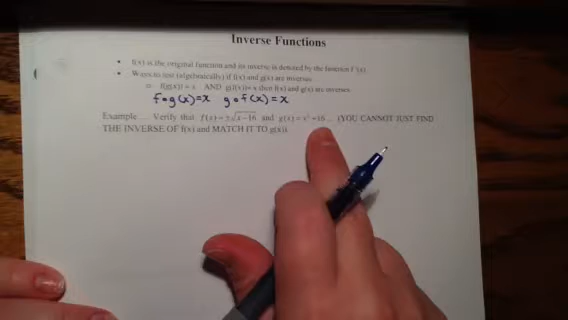 Inverse Functions
• f(x) is the original function and its inverse is denoted by the function f⁻¹(x)
• Ways to test (algebraically) if f(x) and g(x) are inverses
f(g(x)) = x AND g(f(x)) = x then f(x) and g(x) are inverses
f∘g(x)=x g∘f(x)=x
Example... Verify that f(x) = √x−16 and g(x) = x² +16 (YOU CANNOT JUST FIND
THE INVERSE OF f(x) and MATCH IT TO g(x))